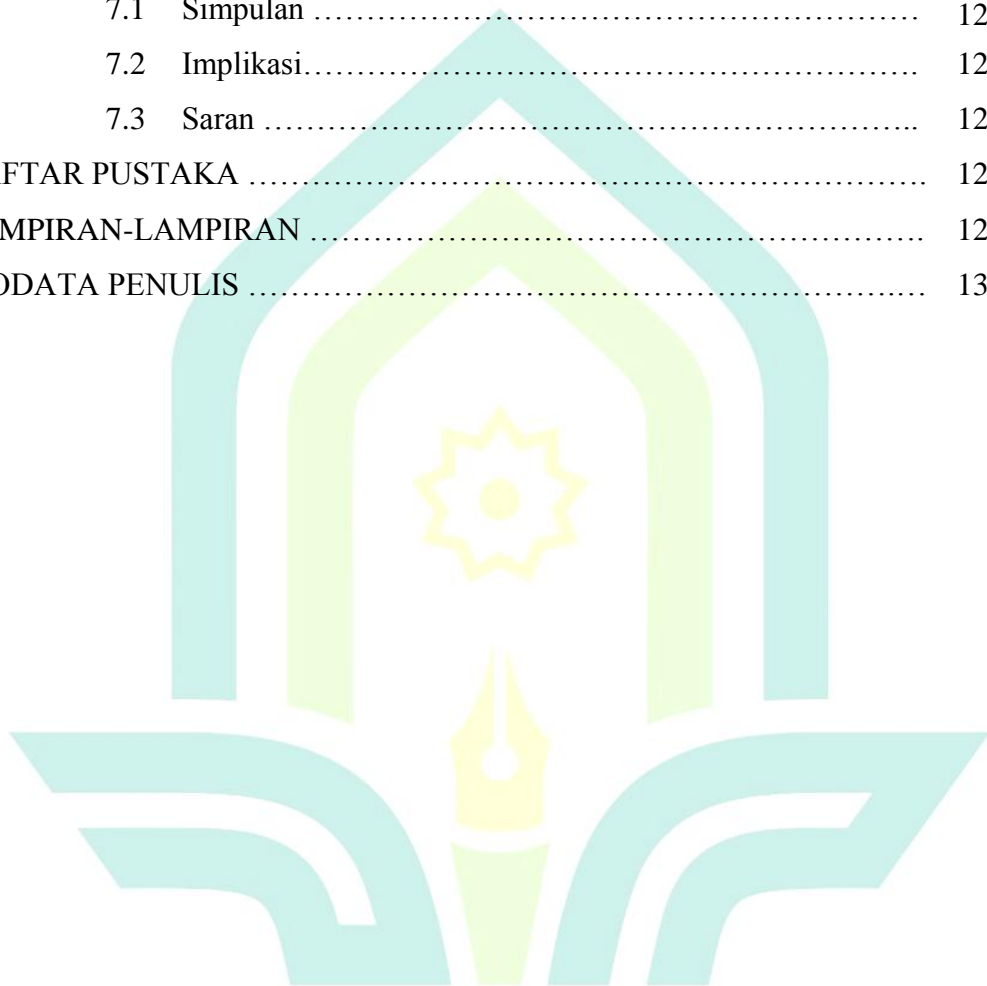 7.1 Simpulan ………………………………………… 12
7.2 Implikasi………………………………………… 12
7.3 Saran ………………………………………….. 12
AFTAR PUSTAKA ……………………………………………… 12
MPIRAN-LAMPIRAN ………………………………………… 12
ODATA PENULIS ……………………………………………… 13